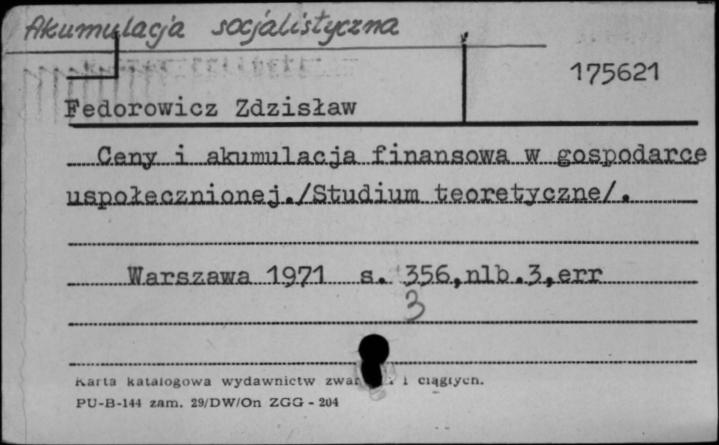 Akumulacja socjalistyczna
175621
Fedorowicz Zdzisław
Ceny i akumulacja finansowa w gospodarce
uspołecznionej./Studium teoretyczne/.
Warszawa 1971 s. 356,nlb.3,err
3
Karta katalogowa wydawnictw i ciągłych.
PU-B-144 zam. 29/DW/On ZGG - 204